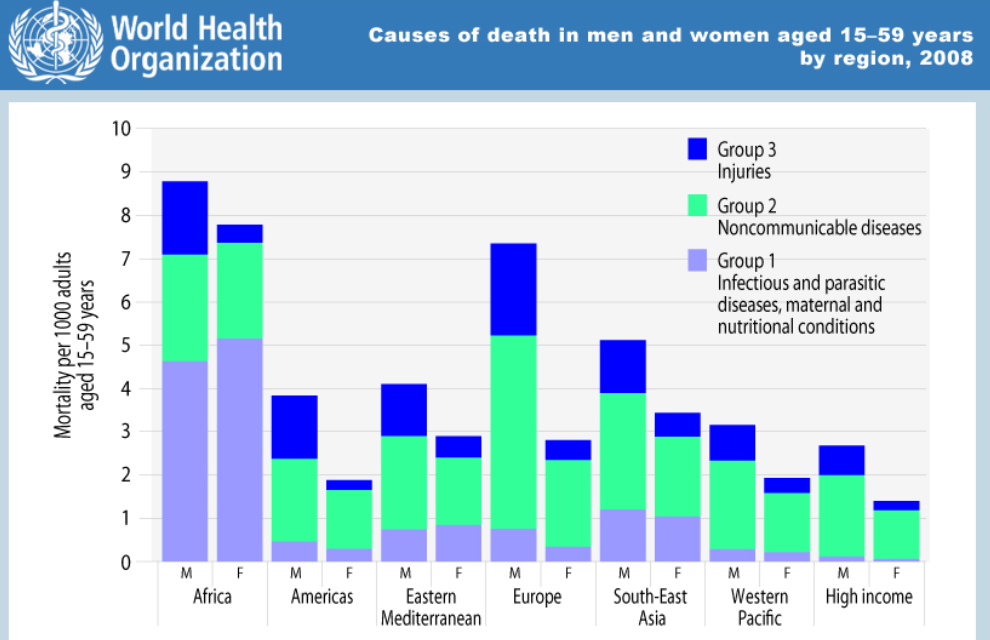 World Health
Organization
Causes of death in men and women aged 15–59 years
by region, 2008
Mortality per 1000 adults
aged 15–59 years
10
9
8
7
6
5
4
3
2
1
0
Group 3
Injuries
Group 2
Noncommunicable diseases
Group 1
Infectious and parasitic
diseases, maternal and
nutritional conditions
M F M F M F M F M F M F M F
Africa Americas Eastern Europe South-East Western High income
Mediterranean Asia Pacific